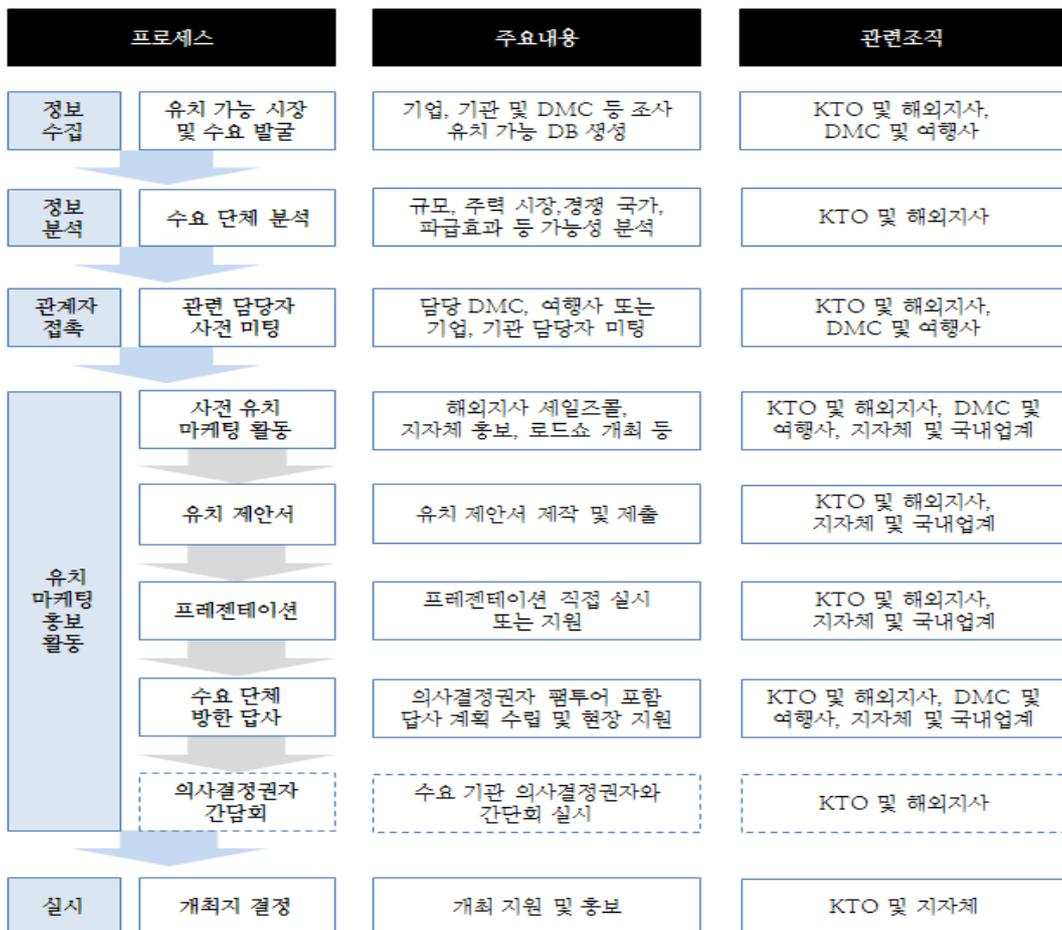 프로세스
주요내용
관련조직
정보
수집
유치 가능 시장
및 수요 발굴
기업, 기관 및 DMC 등 조사
유치 가능 DB 생성
KTO 및 해외지사,
DMC 및 여행사
정보
분석
수요 단체 분석
규모, 주력 시장,경쟁 국가,
파급효과 등 가능성 분석
KTO 및 해외지사
관계자
접촉
관련 담당자
사전 미팅
담당 DMC, 여행사 또는
기업, 기관 담당자 미팅
KTO 및 해외지사,
DMC 및 여행사
유치
마케팅
홍보
활동
사전 유치
마케팅 활동
해외지사 세일즈콜,
지자체 홍보, 로드쇼 개최 등
KTO 및 해외지사, DMC 및
여행사, 지자체 및 국내업계
유치 제안서
유치 제안서 제작 및 제출
KTO 및 해외지사,
지자체 및 국내업계
프레젠테이션
프레젠테이션 직접 실시
또는 지원
KTO 및 해외지사,
지자체 및 국내업계
수요 단체
방한 답사
의사결정권자 팸투어 포함
답사 계획 수립 및 현장 지원
KTO 및 해외지사, DMC 및
여행사, 지자체 및 국내업계
의사결정권자
간담회
수요 기관 의사결정권자와
간단회 실시
KTO 및 해외지사
실시
개최지 결정
개최 지원 및 홍보
KTO 및 지자체